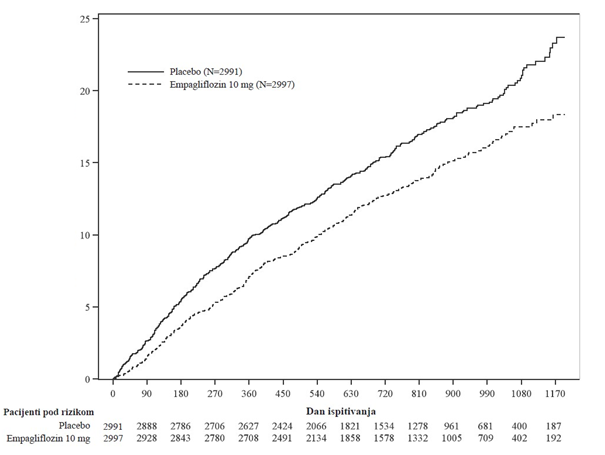 25
Placebo (N=2991)
Empagliflozin 10 mg (N=2997)
20
15
10
5
0
0 90 180 270 360 450 540 630 720 810 900 990 1080 1170
Pacijenti pod rizikom Dan ispitivanja
Placebo 2991 2888 2786 2706 2627 2424 2066 1821 1534 1278 961 681 400 187
Empagliflozin 10 mg 2997 2928 2843 2780 2708 2491 2134 1858 1578 1332 1005 709 402 192